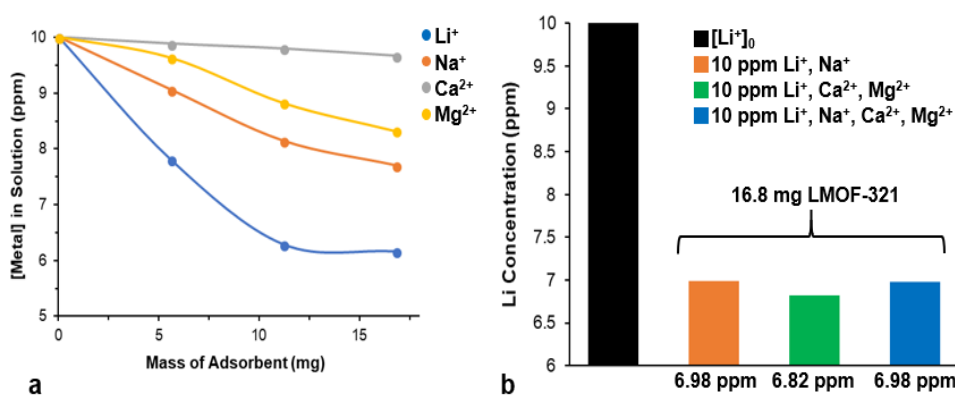 [Metal] in Solution (ppm)
10
9
8
7
6
5
0
5
10
15
Mass of Adsorbent (mg)
Li⁺
Na⁺
Ca²⁺
Mg²⁺
a
Li Concentration (ppm)
10
9.5
9
8.5
8
7.5
7
6.5
6
[Li⁺]₀
10 ppm Li⁺, Na⁺
10 ppm Li⁺, Ca²⁺, Mg²⁺
10 ppm Li⁺, Na⁺, Ca²⁺, Mg²⁺
16.8 mg LMOF-321
6.98 ppm 6.82 ppm 6.98 ppm
b